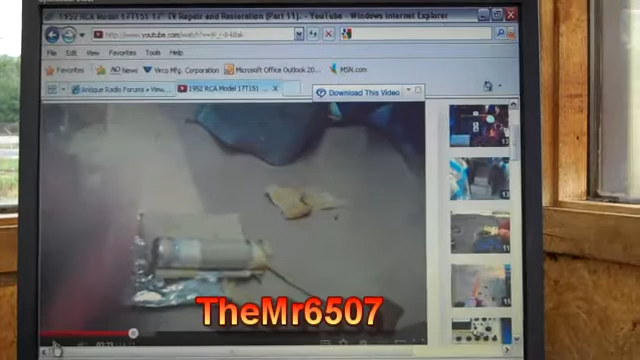 1952 RCA Model 17T151 17" TV Repair and Restoration (Part 11). - YouTube - Windows Internet Explorer
File Edit View Favorites Tools Help
Favorites AOL News Virco Mfg. Corporation Microsoft Office Outlook 20... MSN.com
Antique Radio Forums • View... 1952 RCA Model 17T151 ... X
Download This Video
TheMr6507